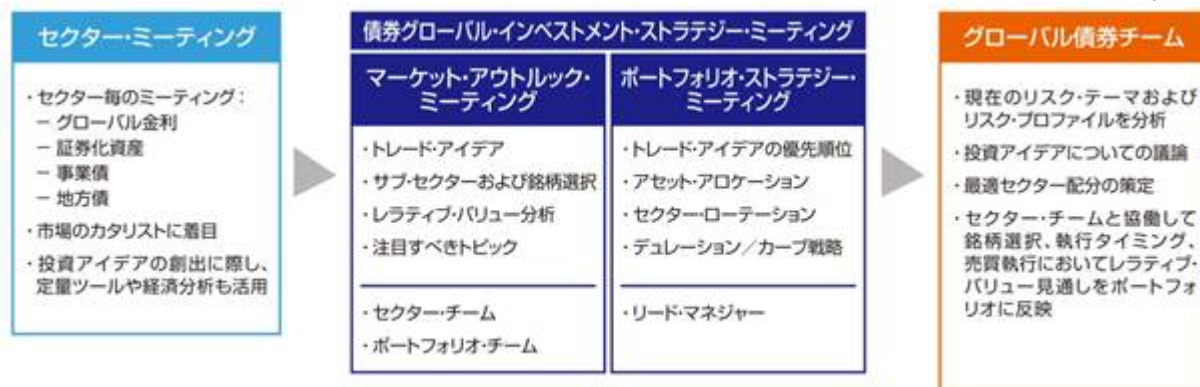 セクター・ミーティング
・セクター毎のミーティング：
－ グローバル金利
－ 証券化資産
－ 事業債
－ 地方債
・市場のカタリストに着目
・投資アイデアの創出に際し、
定量ツールや経済分析も活用
債券グローバル・インベストメント・ストラテジー・ミーティング
マーケット・アウトルック・
ミーティング
・トレード・アイデア
・サブ・セクターおよび銘柄選択
・レラティブ・バリュー分析
・注目すべきトピック
・セクター・チーム
・ポートフォリオ・チーム
ポートフォリオ・ストラテジー・
ミーティング
・トレード・アイデアの優先順位
・アセット・アロケーション
・セクター・ローテーション
・デュレーション／カーブ戦略
・リード・マネジャー
グローバル債券チーム
・現在のリスク・テーマおよび
リスク・プロファイルを分析
・投資アイデアについての議論
・最適セクター配分の策定
・セクター・チームと協働して
銘柄選択、執行タイミング、
売買執行においてレラティブ・
バリュー見通しをポートフォ
リオに反映